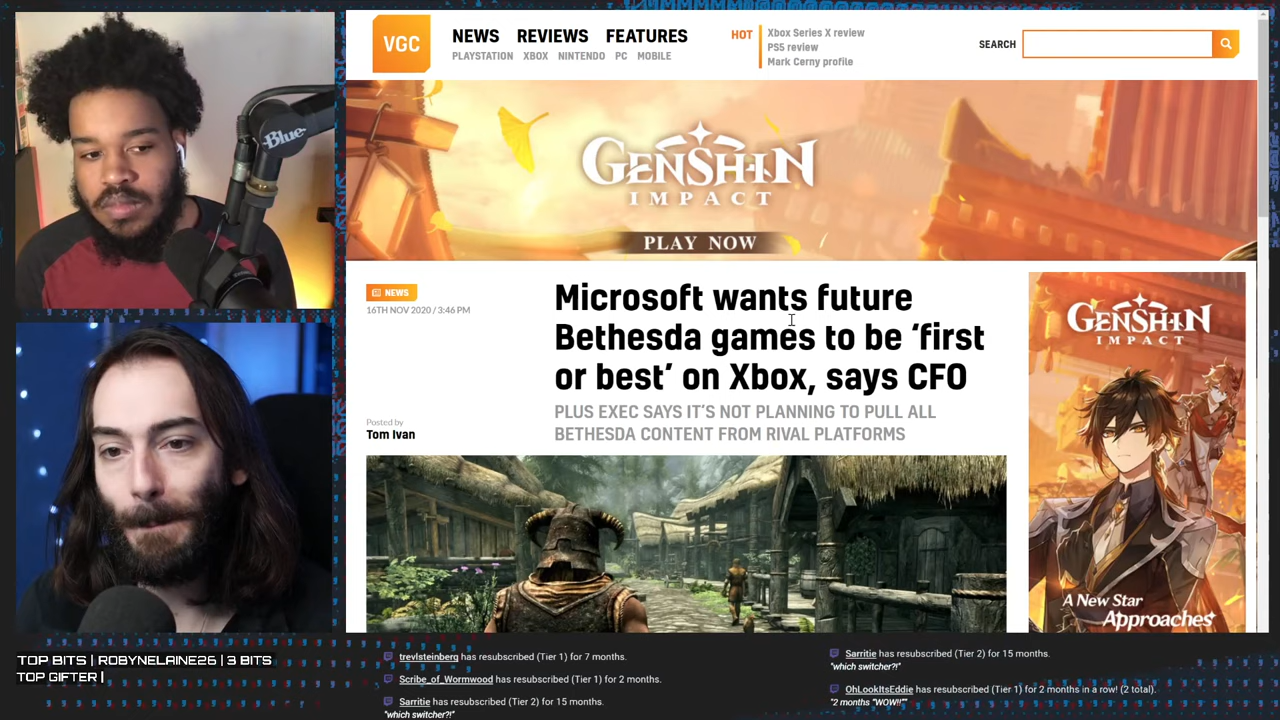 VGC
NEWS REVIEWS FEATURES
PLAYSTATION XBOX NINTENDO PC MOBILE
HOT
Xbox Series X review
PS5 review
Mark Cerny profile
SEARCH
Blue
GENSHIN
IMPACT
PLAY NOW
NEWS
16TH NOV 2020 / 3:46 PM
Microsoft wants future
Bethesda games to be ‘first
or best’ on Xbox, says CFO
PLUS EXEC SAYS IT’S NOT PLANNING TO PULL ALL
BETHESDA CONTENT FROM RIVAL PLATFORMS
Posted by
Tom Ivan
GENSHIN
IMPACT
A New Star
Approaches
TOP BITS | ROBYNELAINE26 | 3 BITS
TOP GIFTER |
trevlsteinberg has resubscribed (Tier 1) for 7 months.
Scribe_of_Wormwood has resubscribed (Tier 1) for 2 months.
Sarritie has resubscribed (Tier 2) for 15 months.
"which switcher?!"
Sarritie has resubscribed (Tier 2) for 15 months.
"which switcher?!"
OhLookItsEddie has resubscribed (Tier 1) for 2 months in a row! (2 total).
"2 months "WOW!!""